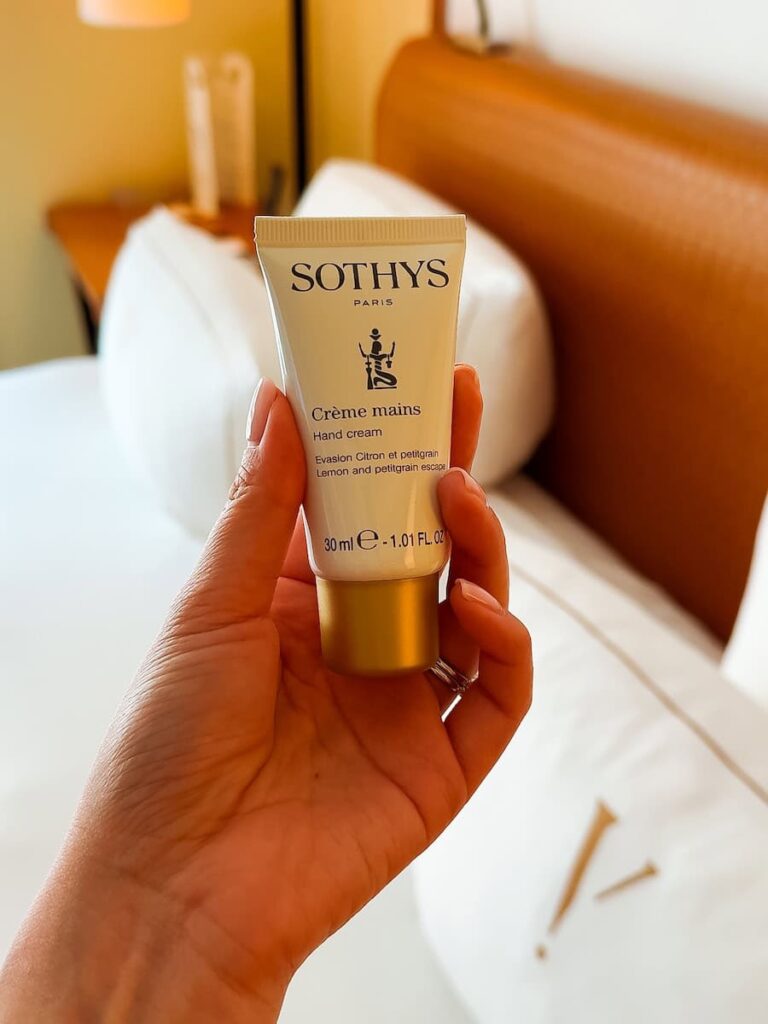 SOTHYS
PARIS
Crème mains
Hand cream
Evasion Citron et petitgrain
Lemon and petitgrain escape
30 ml ℮ - 1.01 FL. OZ